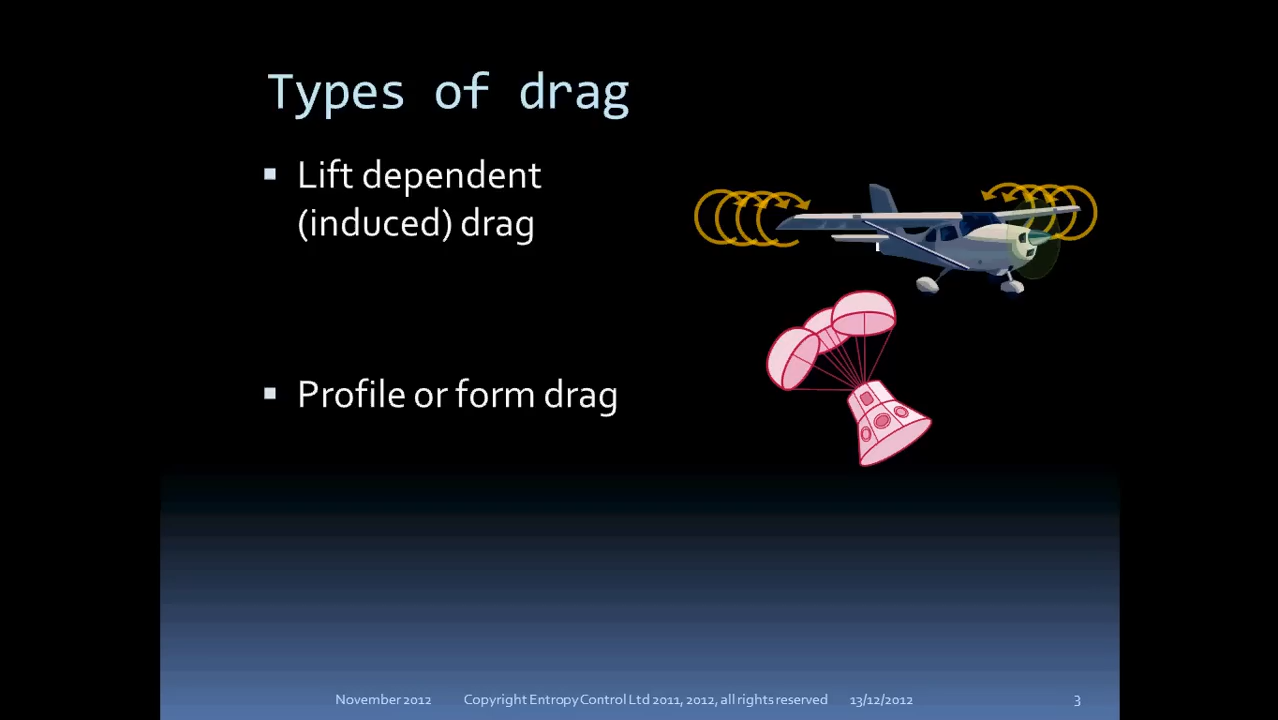 Types of drag
▪ Lift dependent
(induced) drag
▪ Profile or form drag
November 2012 Copyright Entropy Control Ltd 2011, 2012, all rights reserved 13/12/2012 3